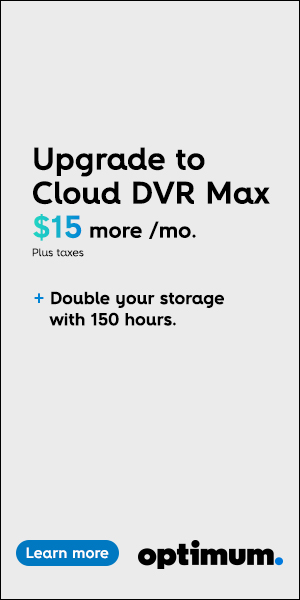 Upgrade to
Cloud DVR Max
$15 more /mo.
Plus taxes
+ Double your storage
with 150 hours.
Learn more
optimum.